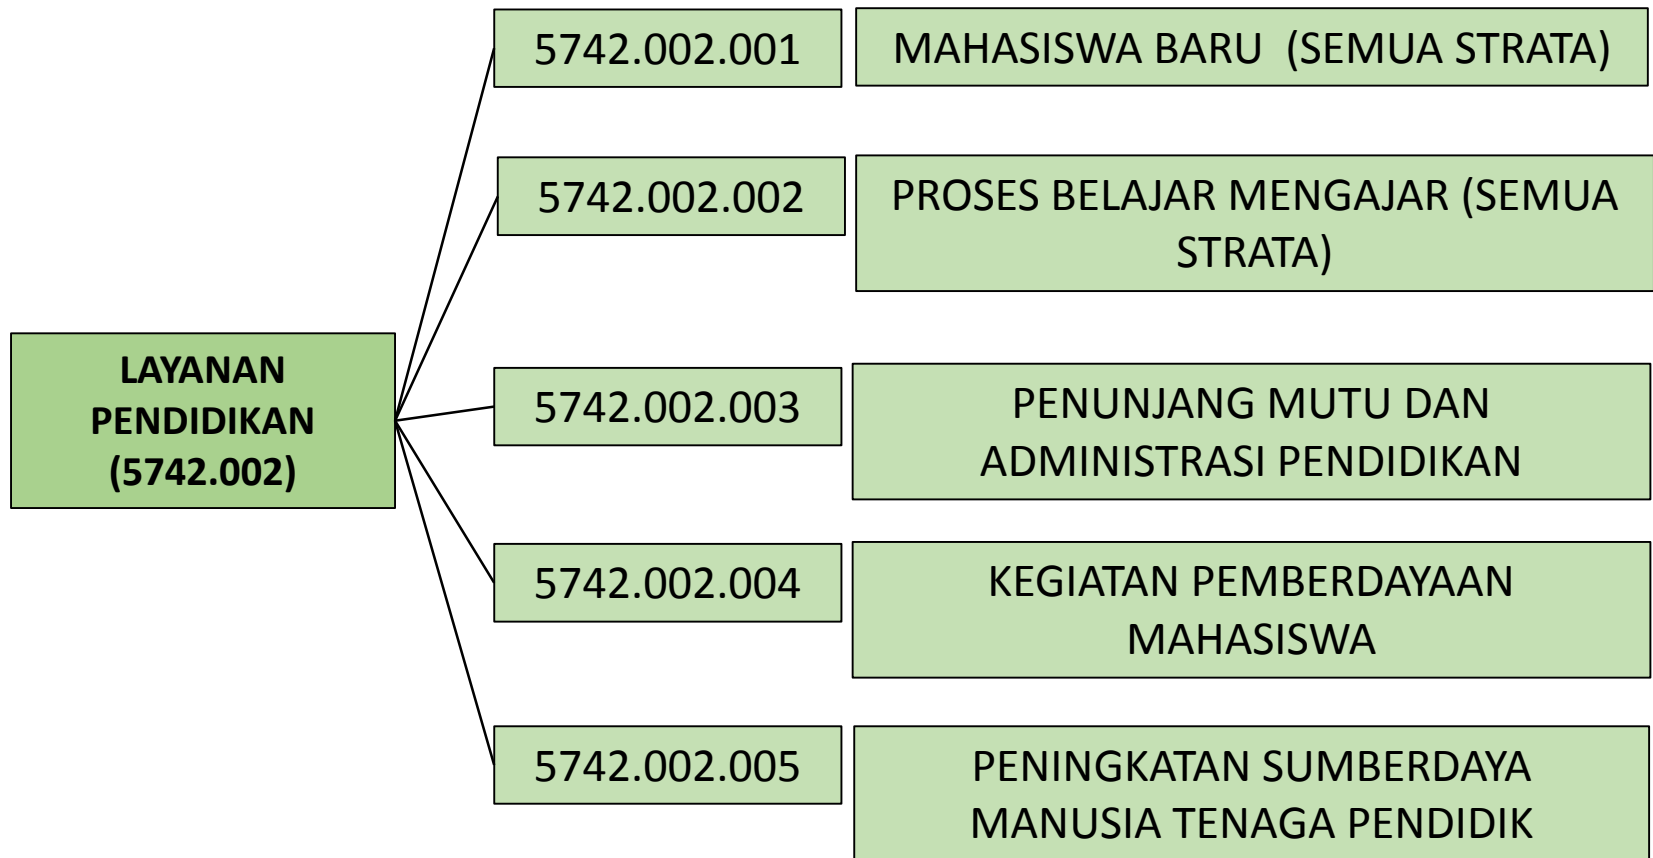 5742.002.001
MAHASISWA BARU  (SEMUA STRATA)
5742.002.002
PROSES BELAJAR MENGAJAR (SEMUA
STRATA)
LAYANAN
PENDIDIKAN
(5742.002)
5742.002.003
PENUNJANG MUTU DAN
ADMINISTRASI PENDIDIKAN
5742.002.004
KEGIATAN PEMBERDAYAAN
MAHASISWA
5742.002.005
PENINGKATAN SUMBERDAYA
MANUSIA TENAGA PENDIDIK